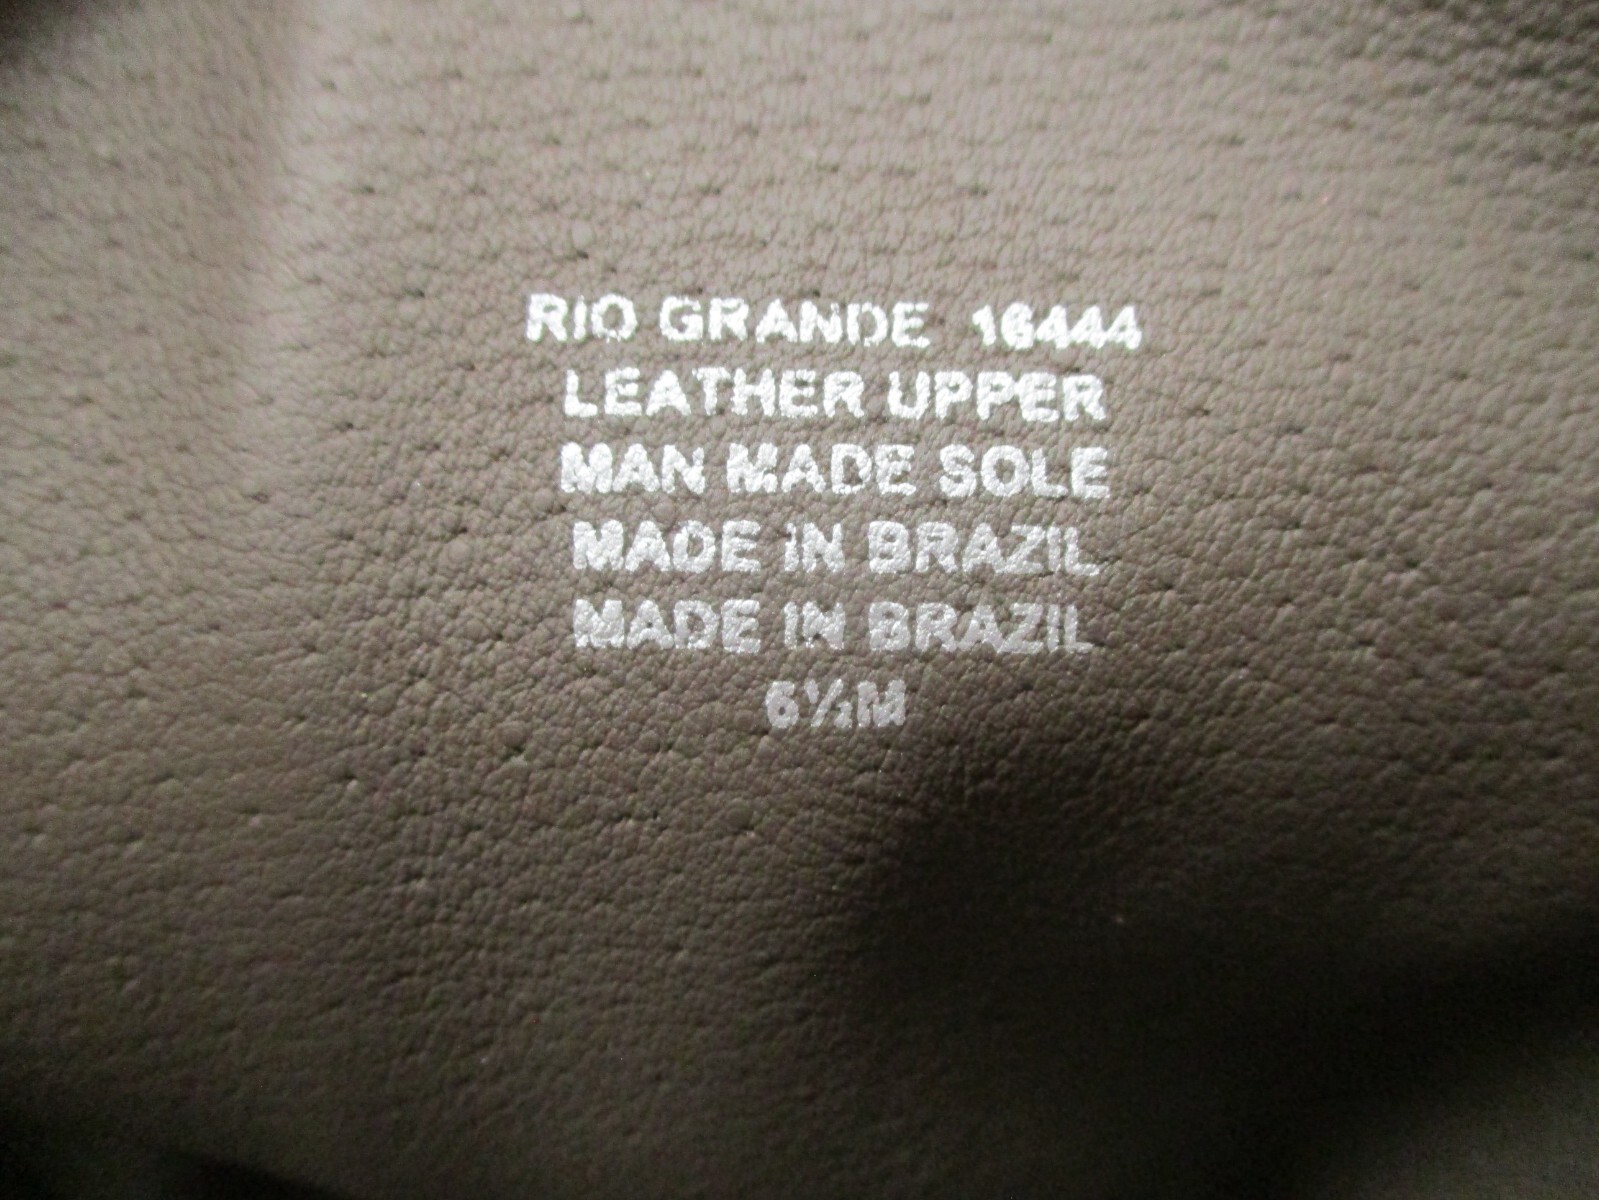 RIO GRANDE 16444
LEATHER UPPER
MAN MADE SOLE
MADE IN BRAZIL
MADE IN BRAZIL
6½M